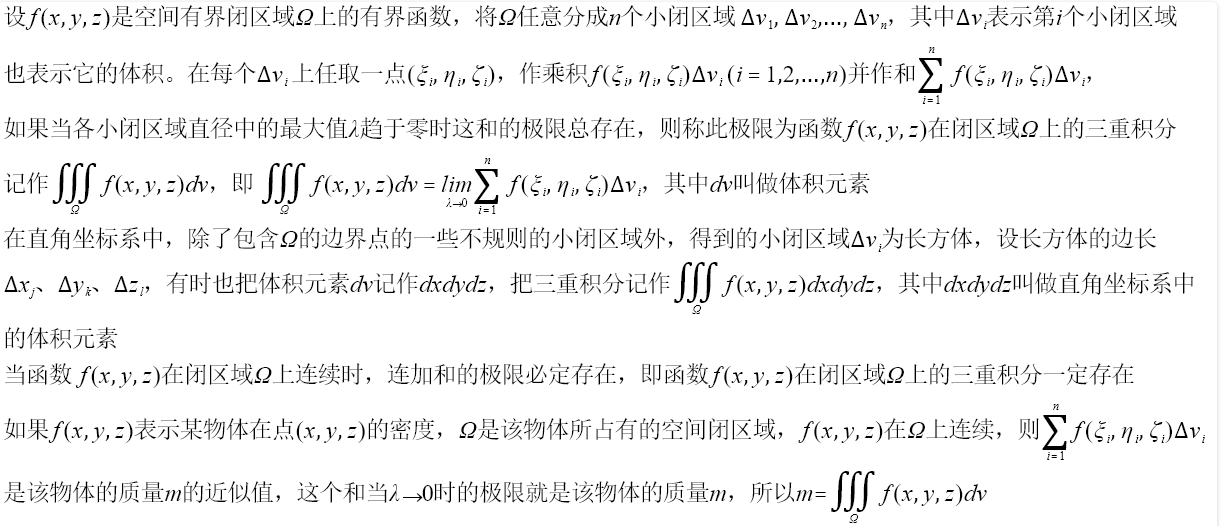 设f(x, y, z)是空间有界闭区域Ω上的有界函数，将Ω任意分成n个小闭区域 Δv₁, Δv₂,..., Δvₙ，其中Δvᵢ表示第i个小闭区域
也表示它的体积。在每个Δvᵢ上任取一点(ξᵢ, ηᵢ, ζᵢ)，作乘积f(ξᵢ, ηᵢ, ζᵢ)Δvᵢ (i = 1,2,...,n)并作和∑_{i=1}^{n} f(ξᵢ, ηᵢ, ζᵢ)Δvᵢ，
如果当各小闭区域直径中的最大值λ趋于零时这和的极限总存在，则称此极限为函数f(x, y, z)在闭区域Ω上的三重积分
记作∭_Ω f(x, y, z)dv，即 ∭_Ω f(x, y, z)dv = lim_{λ→0} ∑_{i=1}^{n} f(ξᵢ, ηᵢ, ζᵢ)Δvᵢ，其中dv叫做体积元素
在直角坐标系中，除了包含Ω的边界点的一些不规则的小闭区域外，得到的小闭区域Δvᵢ为长方体，设长方体的边长
Δxⱼ、Δyₖ、Δzₗ，有时也把体积元素dv记作dxdydz，把三重积分记作∭_Ω f(x, y, z)dxdydz，其中dxdydz叫做直角坐标系中
的体积元素
当函数 f(x, y, z)在闭区域Ω上连续时，连加和的极限必定存在，即函数f(x, y, z)在闭区域Ω上的三重积分一定存在
如果f(x, y, z)表示某物体在点(x, y, z)的密度，Ω是该物体所占有的空间闭区域，f(x, y, z)在Ω上连续，则∑_{i=1}^{n} f(ξᵢ, ηᵢ, ζᵢ)Δvᵢ
是该物体的质量m的近似值，这个和当λ→0时的极限就是该物体的质量m，所以m=∭_Ω f(x, y, z)dv